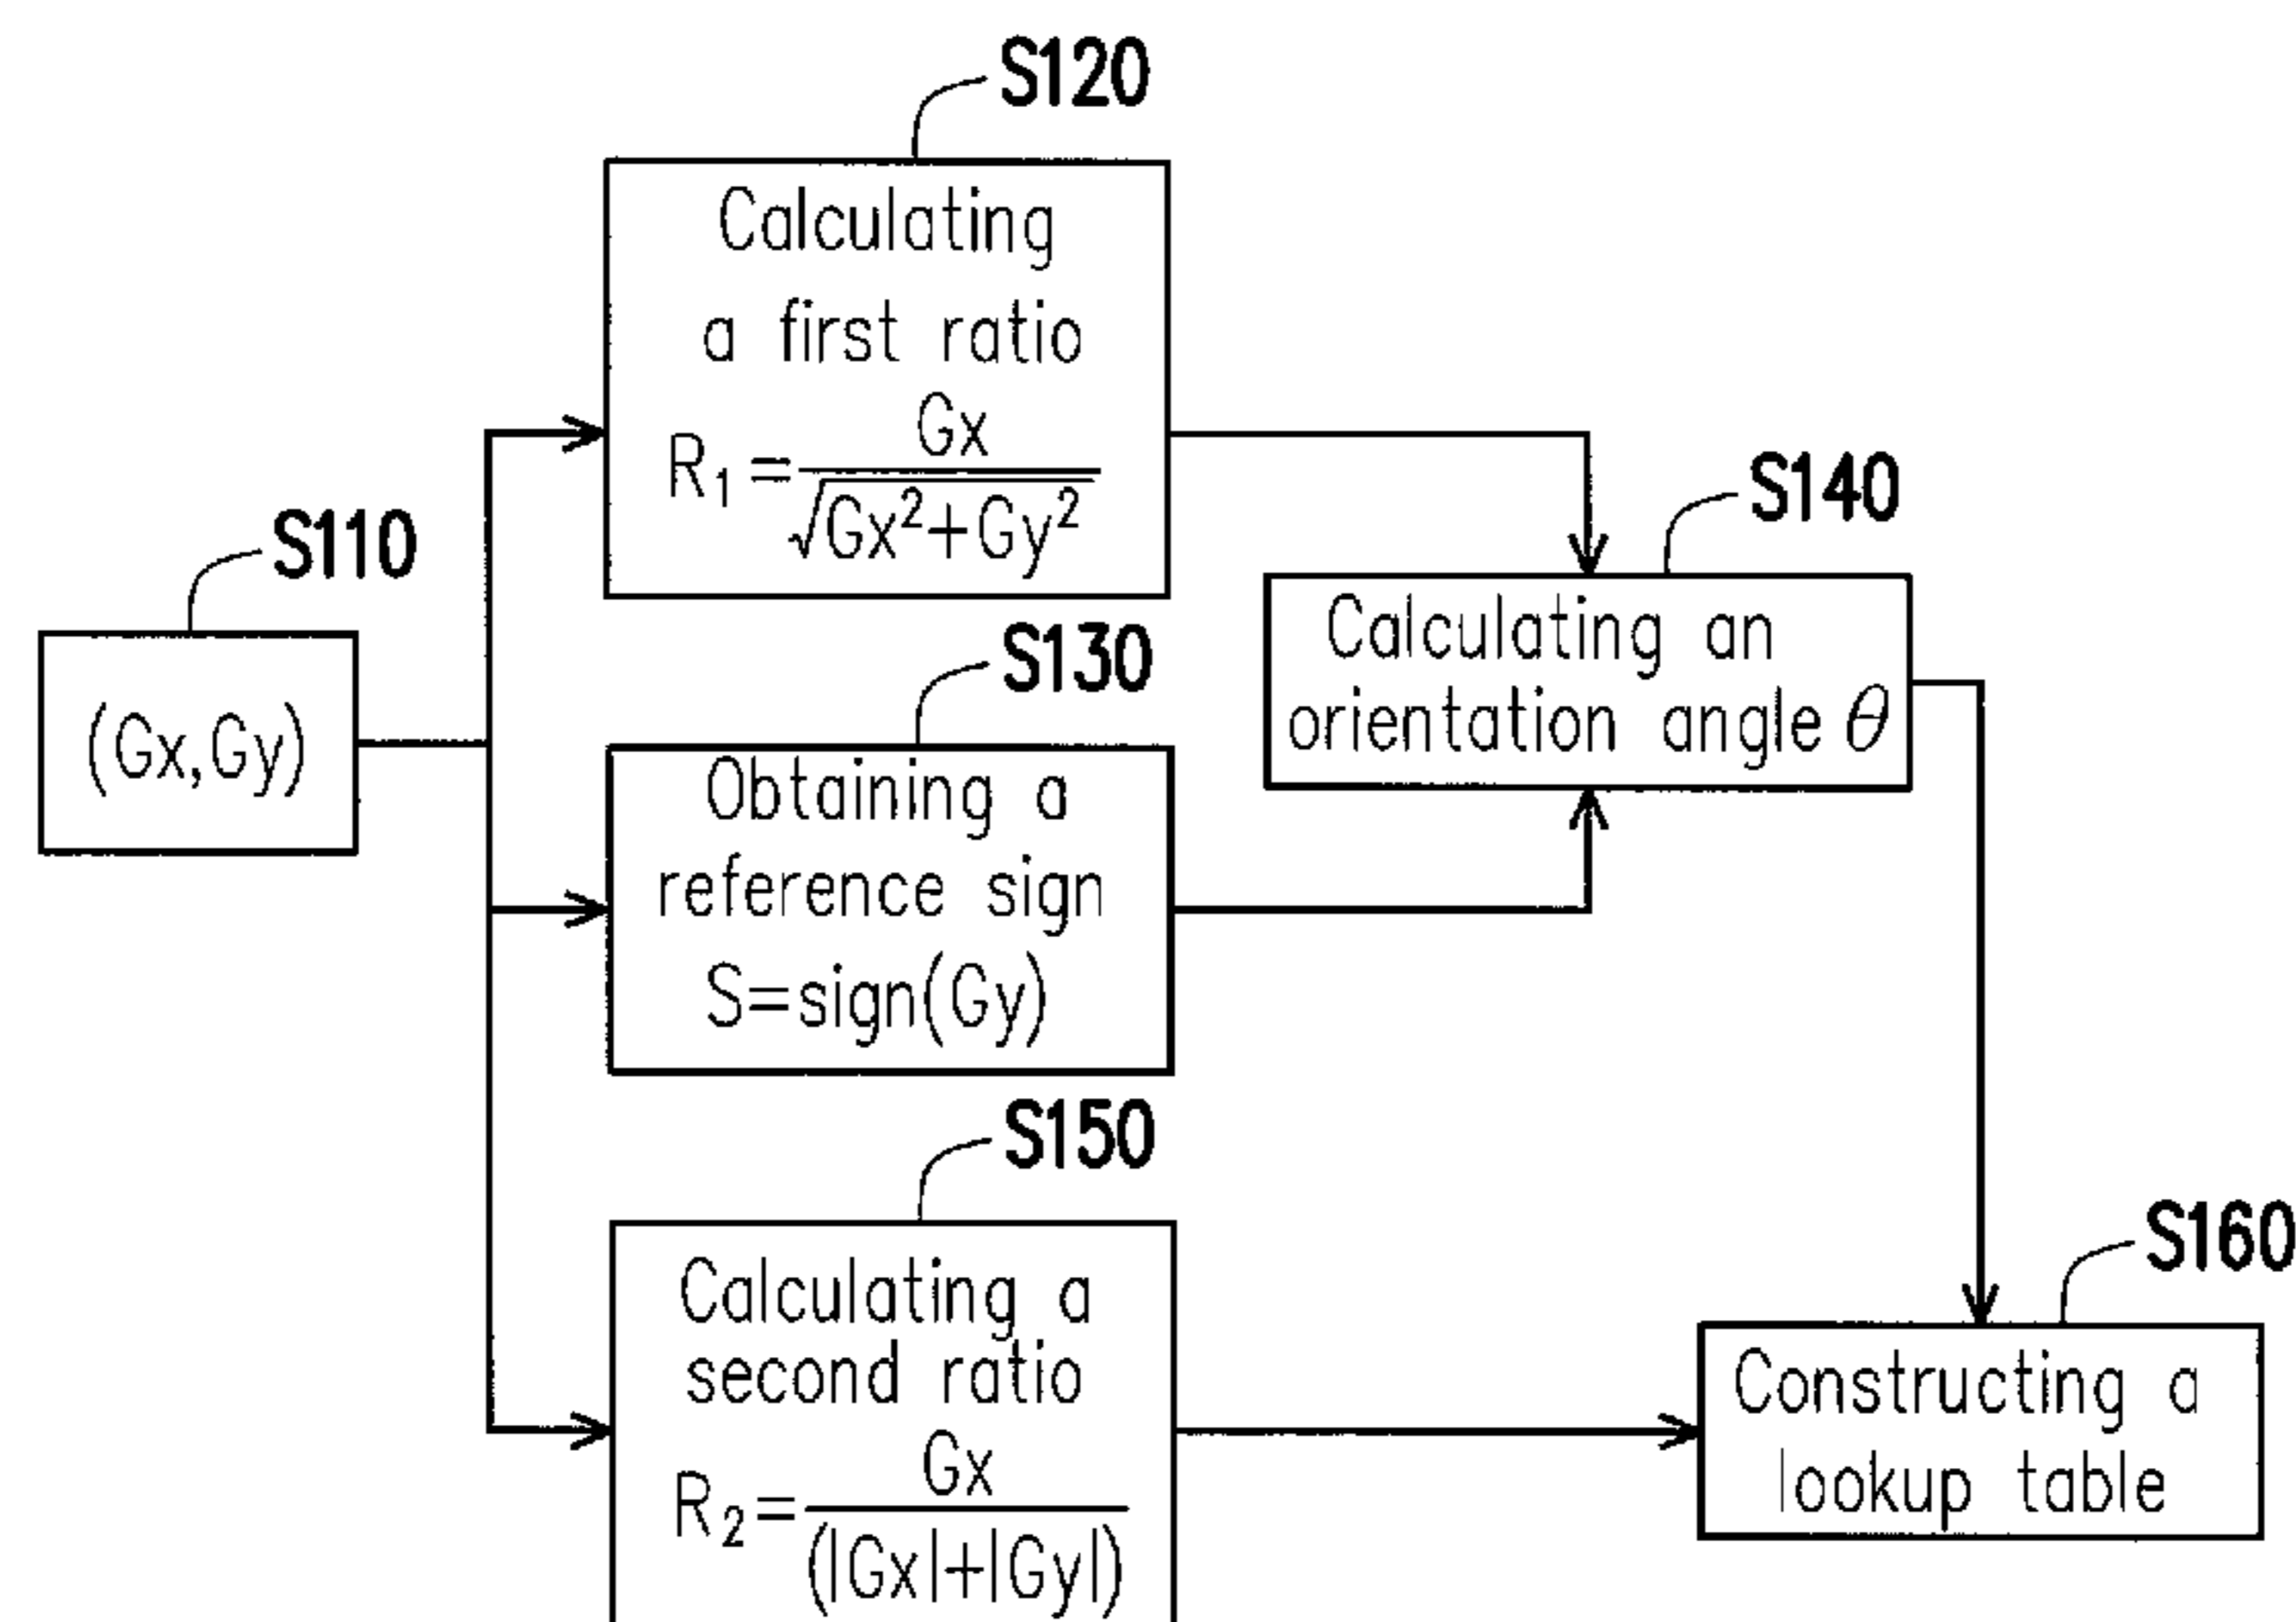 S110
(Gx,Gy)
S120
Calculating
a first ratio
R₁=Gx/√Gx²+Gy²
S130
Obtaining a
reference sign
S=sign(Gy)
S140
Calculating an
orientation angle θ
S150
Calculating a
second ratio
R₂=Gx/(|Gx|+|Gy|)
S160
Constructing a
lookup table